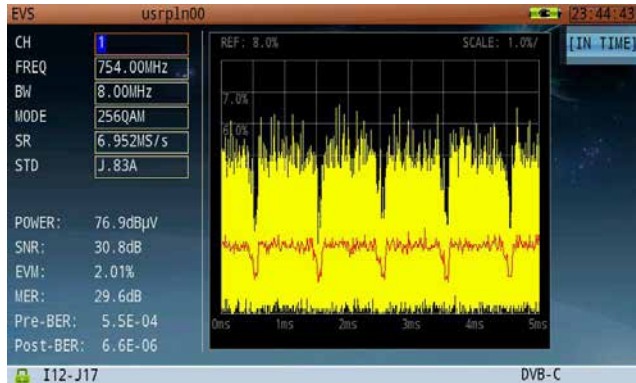 EVS usrpln00 23:44:43
CH 1
FREQ 754.00MHz
BW 8.00MHz
MODE 256QAM
SR 6.952MS/s
STD J.83A
POWER: 76.9dBµV
SNR: 30.8dB
EVM: 2.01%
MER: 29.6dB
Pre-BER: 5.5E-04
Post-BER: 6.6E-06
REF: 8.0% SCALE: 1.0%/
7.0%
6.0%
0ms 1ms 2ms 3ms 4ms 5ms
[IN TIME]
I12-J17 DVB-C